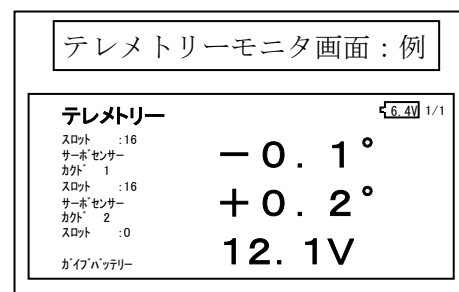 テレメトリーモニタ画面：例
テレメトリー
6.4V 1/1
ｽﾛｯﾄ :16
ｻｰﾎﾞｾﾝｻｰ
ｶｸﾄﾞ 1
−0.1°
ｽﾛｯﾄ :16
ｻｰﾎﾞｾﾝｻｰ
ｶｸﾄﾞ 2
+0.2°
ｽﾛｯﾄ :0
ｶﾞｲﾌﾞﾊﾞｯﾃﾘｰ
12.1V